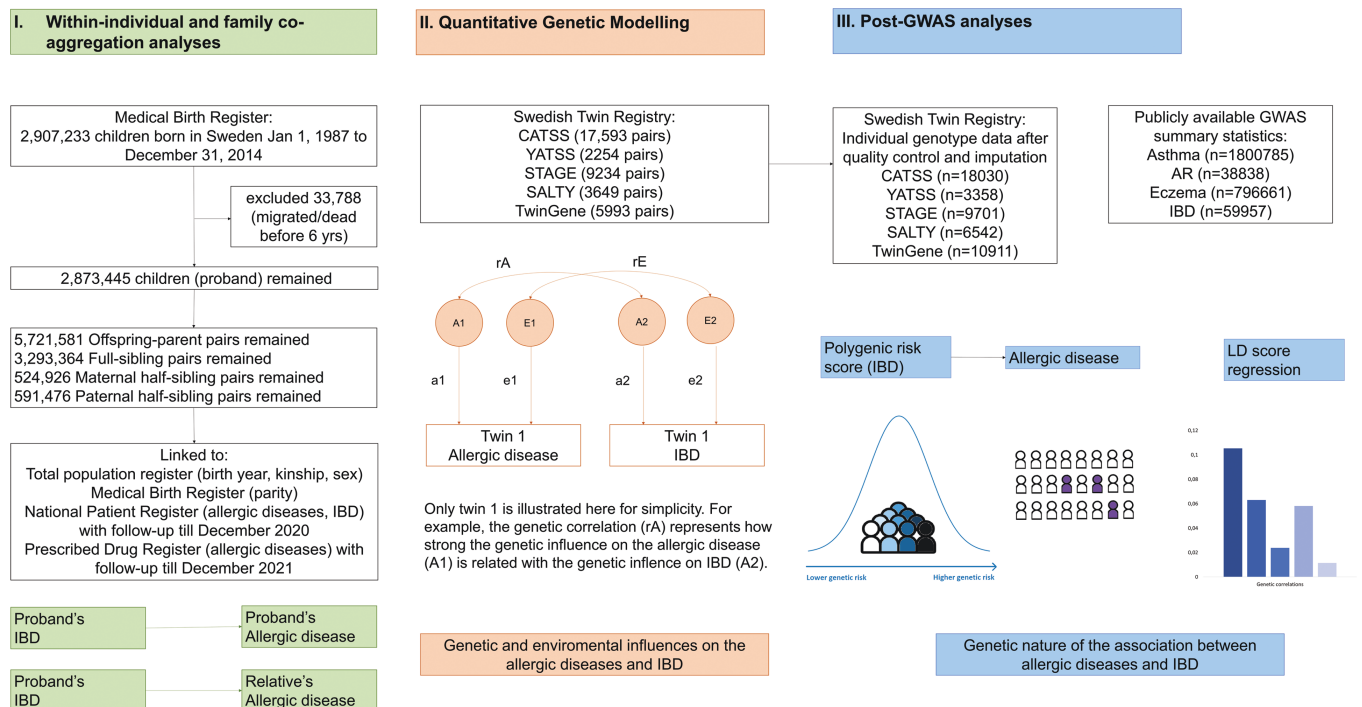 I. Within-individual and family co-
aggregation analyses
Medical Birth Register:
2,907,233 children born in Sweden Jan 1, 1987 to
December 31, 2014
excluded 33,788
(migrated/dead
before 6 yrs)
2,873,445 children (proband) remained
5,721,581 Offspring-parent pairs remained
3,293,364 Full-sibling pairs remained
524,926 Maternal half-sibling pairs remained
591,476 Paternal half-sibling pairs remained
Linked to:
Total population register (birth year, kinship, sex)
Medical Birth Register (parity)
National Patient Register (allergic diseases, IBD)
with follow-up till December 2020
Prescribed Drug Register (allergic diseases) with
follow-up till December 2021
Proband's
IBD
Proband's
Allergic disease
Proband's
IBD
Relative's
Allergic disease
II. Quantitative Genetic Modelling
Swedish Twin Registry:
CATSS (17,593 pairs)
YATSS (2254 pairs)
STAGE (9234 pairs)
SALTY (3649 pairs)
TwinGene (5993 pairs)
rA
rE
A1
E1
A2
E2
a1
e1
a2
e2
Twin 1
Allergic disease
Twin 1
IBD
Only twin 1 is illustrated here for simplicity. For
example, the genetic correlation (rA) represents how
strong the genetic influence on the allergic disease
(A1) is related with the genetic inflence on IBD (A2).
Genetic and enviromental influences on the
allergic diseases and IBD
III. Post-GWAS analyses
Swedish Twin Registry:
Individual genotype data after
quality control and imputation
CATSS (n=18030)
YATSS (n=3358)
STAGE (n=9701)
SALTY (n=6542)
TwinGene (n=10911)
Publicly available GWAS
summary statistics:
Asthma (n=1800785)
AR (n=38838)
Eczema (n=796661)
IBD (n=59957)
Polygenic risk
score (IBD)
Allergic disease
LD score
regression
Lower genetic risk
Higher genetic risk
0,12
0,1
0,08
0,06
0,04
0,02
0
Genetic correlations
Genetic nature of the association between
allergic diseases and IBD